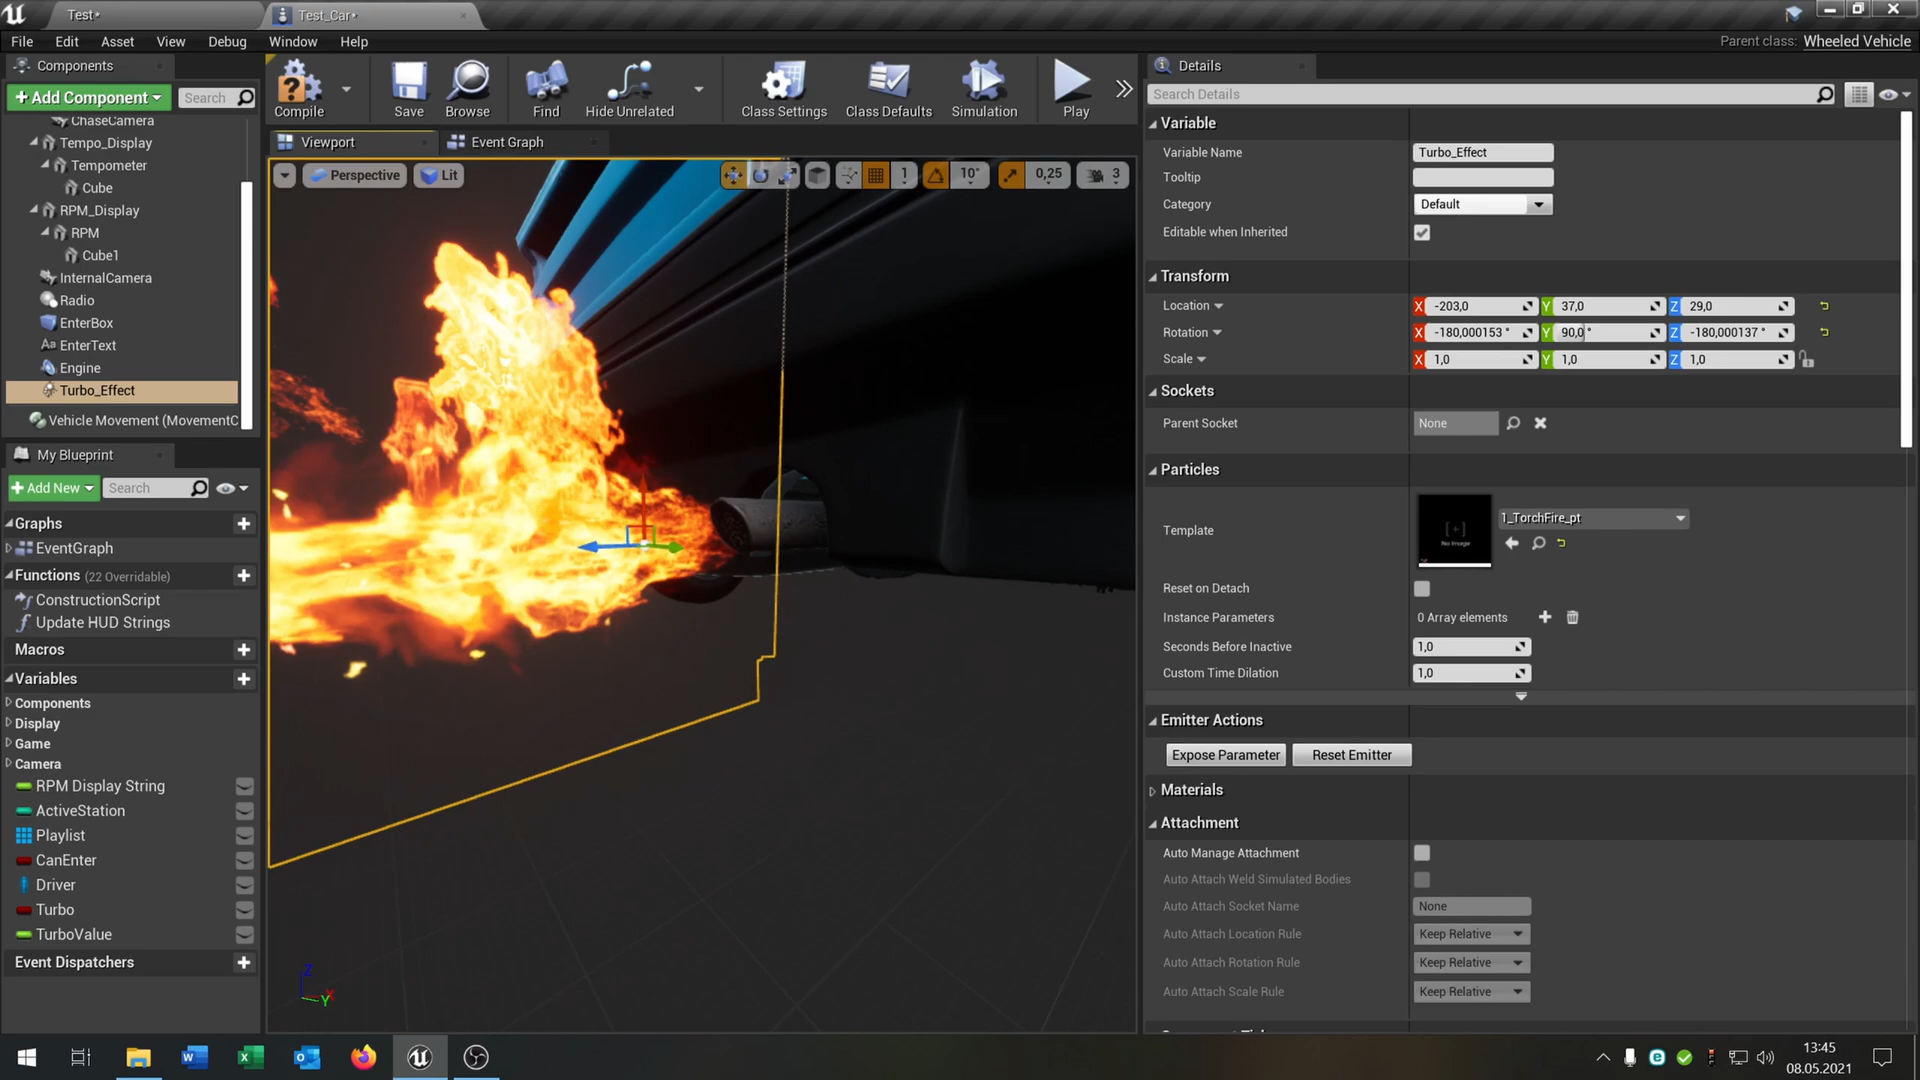 Test*
Test_Car*
File Edit Asset View Debug Window Help
Parent class: Wheeled Vehicle
Components
+ Add Component
Search
ChaseCamera
Tempo_Display
Tempometer
Cube
RPM_Display
RPM
Cube1
InternalCamera
Radio
EnterBox
Aa EnterText
Engine
Turbo_Effect
Vehicle Movement (MovementC
My Blueprint
+ Add New
Search
Graphs
EventGraph
Functions (22 Overridable)
ConstructionScript
Update HUD Strings
Macros
Variables
Components
Display
Game
Camera
RPM Display String
ActiveStation
Playlist
CanEnter
Driver
Turbo
TurboValue
Event Dispatchers
Compile Save Browse Find Hide Unrelated Class Settings Class Defaults Simulation Play
Viewport Event Graph
Perspective Lit 1 10° 0,25 3
Z
X
Y
Details
Search Details
Variable
Variable Name Turbo_Effect
Tooltip
Category Default
Editable when Inherited
Transform
Location X -203,0 Y 37,0 Z 29,0
Rotation X -180,000153 ° Y 90,0 ° Z -180,000137 °
Scale X 1,0 Y 1,0 Z 1,0
Sockets
Parent Socket None
Particles
Template [+] No Image 1_TorchFire_pt
Reset on Detach
Instance Parameters 0 Array elements
Seconds Before Inactive 1,0
Custom Time Dilation 1,0
Emitter Actions
Expose Parameter Reset Emitter
Materials
Attachment
Auto Manage Attachment
Auto Attach Weld Simulated Bodies
Auto Attach Socket Name None
Auto Attach Location Rule Keep Relative
Auto Attach Rotation Rule Keep Relative
Auto Attach Scale Rule Keep Relative
13:45
08.05.2021